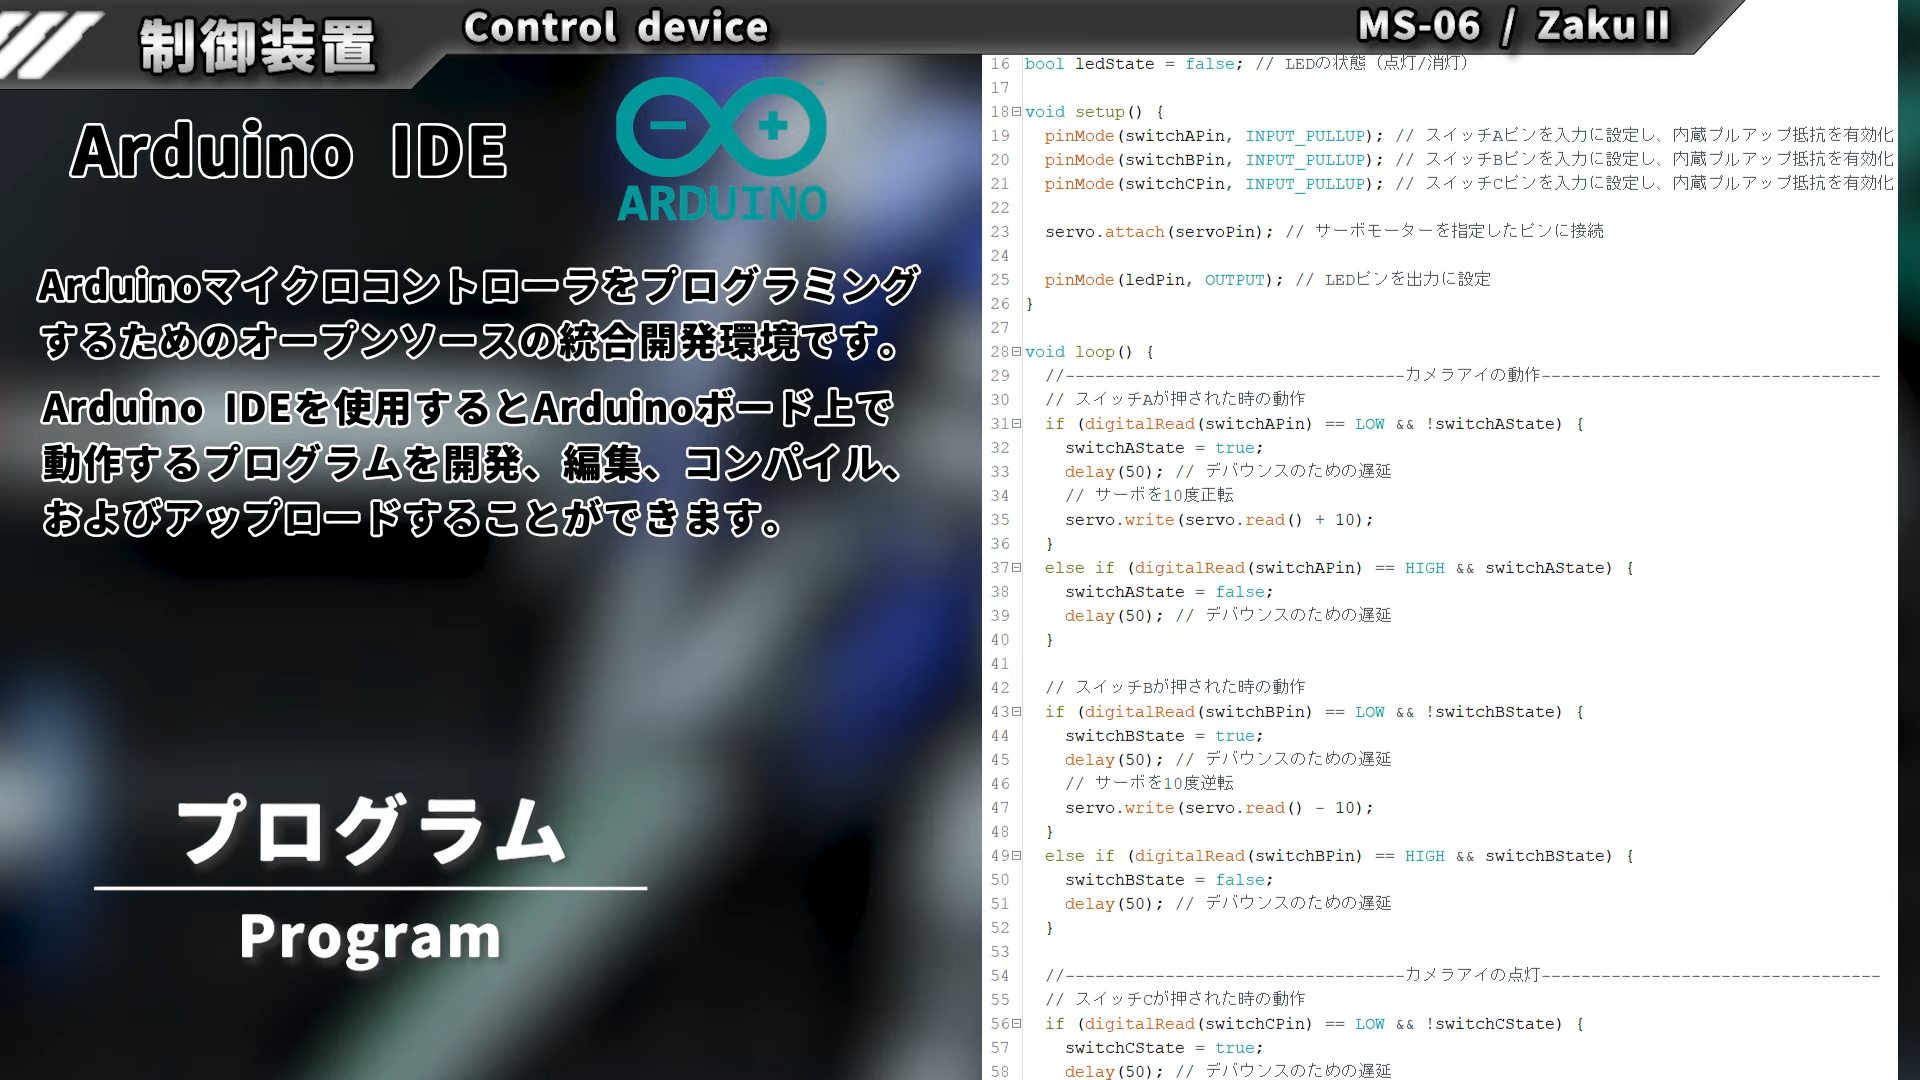 制御装置
Control device
MS-06 / ZakuⅡ
Arduino IDE
ARDUINO
Arduinoマイクロコントローラをプログラミング
するためのオープンソースの統合開発環境です。
Arduino IDEを使用するとArduinoボード上で
動作するプログラムを開発、編集、コンパイル、
およびアップロードすることができます。
プログラム
Program
16 bool ledState = false; // LEDの状態（点灯/消灯）
17
18 void setup() {
19   pinMode(switchAPin, INPUT_PULLUP); // スイッチAピンを入力に設定し、内蔵プルアップ抵抗を有効化
20   pinMode(switchBPin, INPUT_PULLUP); // スイッチBピンを入力に設定し、内蔵プルアップ抵抗を有効化
21   pinMode(switchCPin, INPUT_PULLUP); // スイッチCピンを入力に設定し、内蔵プルアップ抵抗を有効化
22
23   servo.attach(servoPin); // サーボモーターを指定したピンに接続
24
25   pinMode(ledPin, OUTPUT); // LEDピンを出力に設定
26 }
27
28 void loop() {
29   //----------------------------------カメラアイの動作----------------------------------
30   // スイッチAが押された時の動作
31   if (digitalRead(switchAPin) == LOW && !switchAState) {
32     switchAState = true;
33     delay(50); // デバウンスのための遅延
34     // サーボを10度正転
35     servo.write(servo.read() + 10);
36   }
37   else if (digitalRead(switchAPin) == HIGH && switchAState) {
38     switchAState = false;
39     delay(50); // デバウンスのための遅延
40   }
41
42   // スイッチBが押された時の動作
43   if (digitalRead(switchBPin) == LOW && !switchBState) {
44     switchBState = true;
45     delay(50); // デバウンスのための遅延
46     // サーボを10度逆転
47     servo.write(servo.read() - 10);
48   }
49   else if (digitalRead(switchBPin) == HIGH && switchBState) {
50     switchBState = false;
51     delay(50); // デバウンスのための遅延
52   }
53
54   //----------------------------------カメラアイの点灯----------------------------------
55   // スイッチCが押された時の動作
56   if (digitalRead(switchCPin) == LOW && !switchCState) {
57     switchCState = true;
58     delay(50); // デバウンスのための遅延